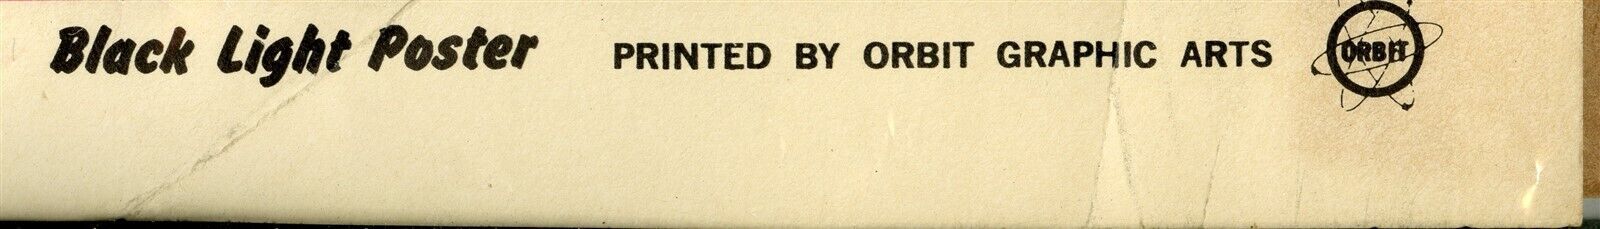 Black Light Poster PRINTED BY ORBIT GRAPHIC ARTS ORBIT